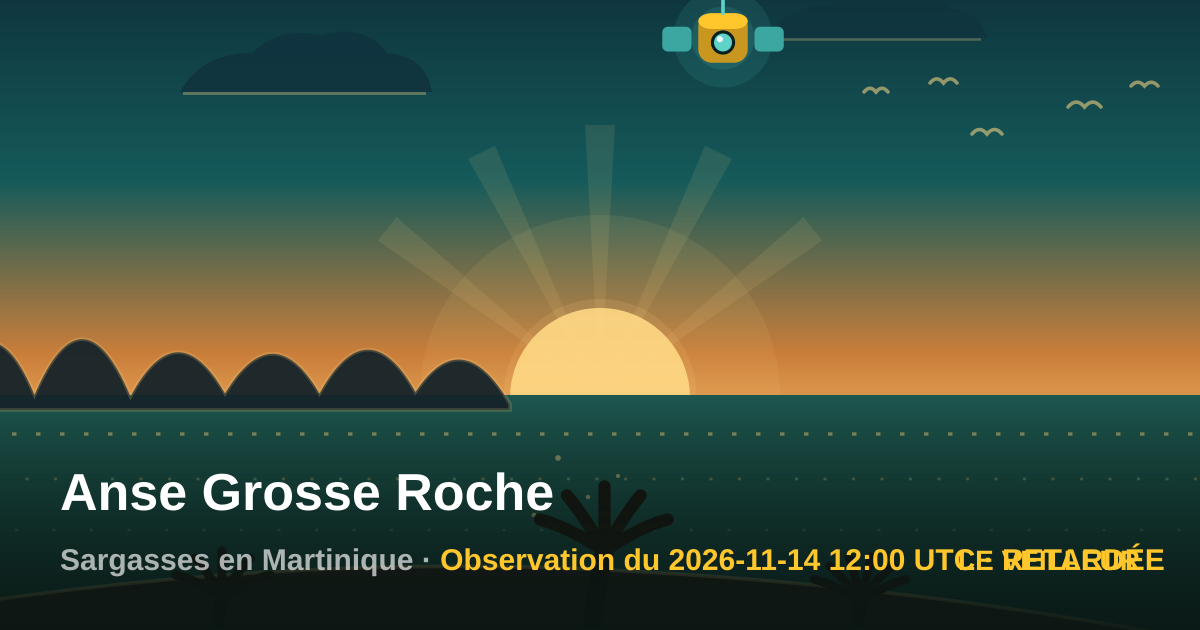 Anse Grosse Roche
Sargasses en Martinique · Observation du 2026-11-14 12:00 UTC